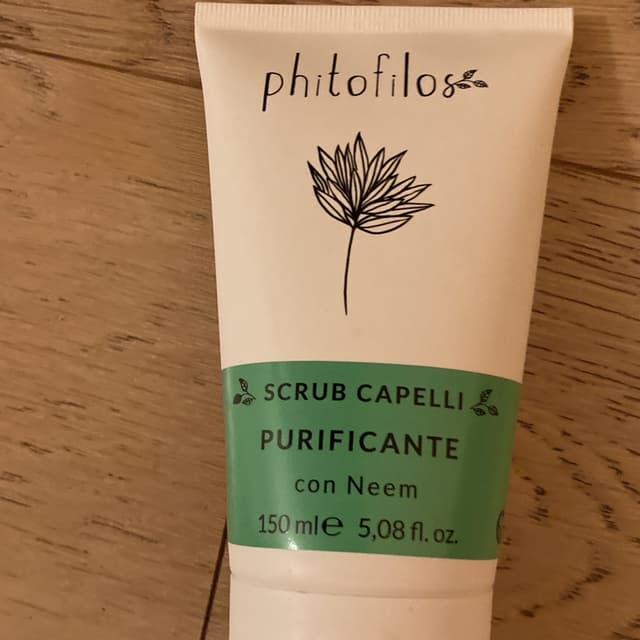 phitofilos
SCRUB CAPELLI
PURIFICANTE
con Neem
150 ml℮ 5,08 fl. oz.